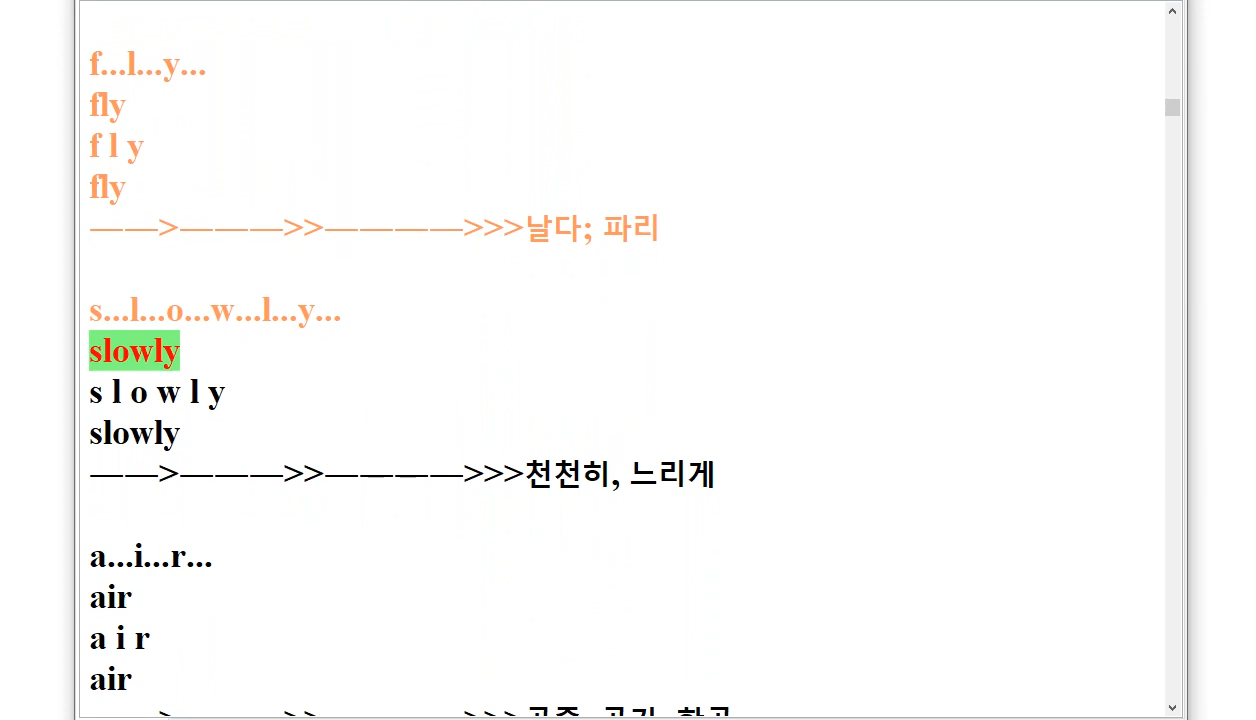 f...l...y...
fly
f l y
fly
——>———>>————>>>날다; 파리
s...l...o...w...l...y...
slowly
s l o w l y
slowly
——>———>>————>>>천천히, 느리게
a...i...r...
air
a i r
air